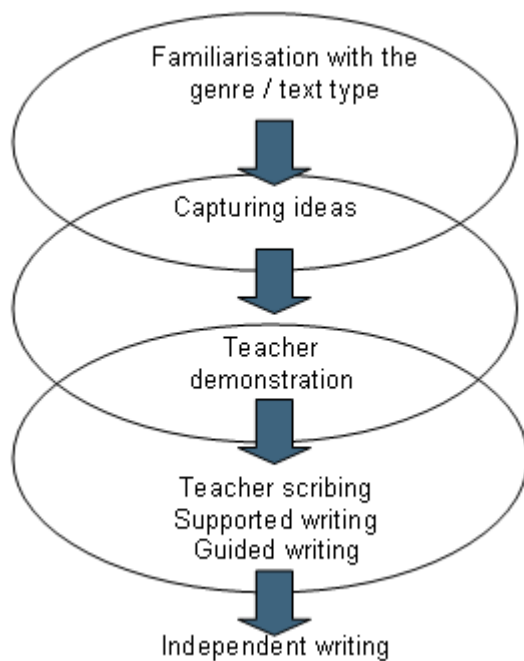 Familiarisation with the
genre / text type
Capturing ideas
Teacher
demonstration
Teacher scribing
Supported writing
Guided writing
Independent writing